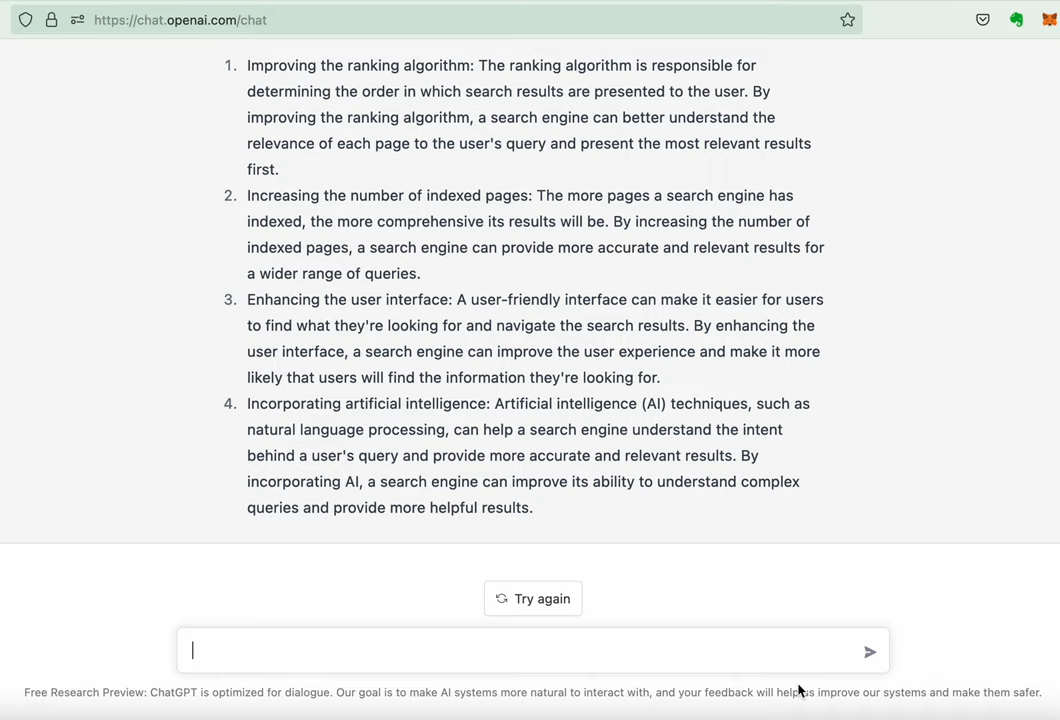 https://chat.openai.com/chat
1. Improving the ranking algorithm: The ranking algorithm is responsible for
determining the order in which search results are presented to the user. By
improving the ranking algorithm, a search engine can better understand the
relevance of each page to the user's query and present the most relevant results
first.
2. Increasing the number of indexed pages: The more pages a search engine has
indexed, the more comprehensive its results will be. By increasing the number of
indexed pages, a search engine can provide more accurate and relevant results for
a wider range of queries.
3. Enhancing the user interface: A user-friendly interface can make it easier for users
to find what they're looking for and navigate the search results. By enhancing the
user interface, a search engine can improve the user experience and make it more
likely that users will find the information they're looking for.
4. Incorporating artificial intelligence: Artificial intelligence (AI) techniques, such as
natural language processing, can help a search engine understand the intent
behind a user's query and provide more accurate and relevant results. By
incorporating AI, a search engine can improve its ability to understand complex
queries and provide more helpful results.
Try again
Free Research Preview: ChatGPT is optimized for dialogue. Our goal is to make AI systems more natural to interact with, and your feedback will help us improve our systems and make them safer.